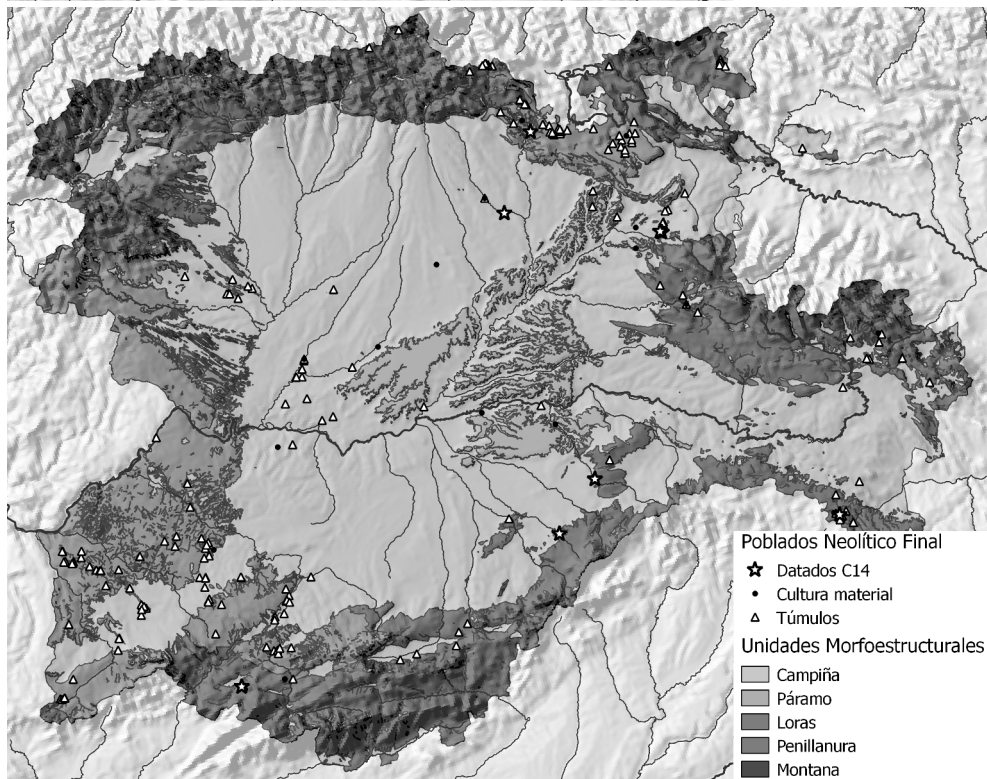 Poblados Neolítico Final
Datados C14
Cultura material
Túmulos
Unidades Morfoestructurales
Campiña
Páramo
Loras
Penillanura
Montana